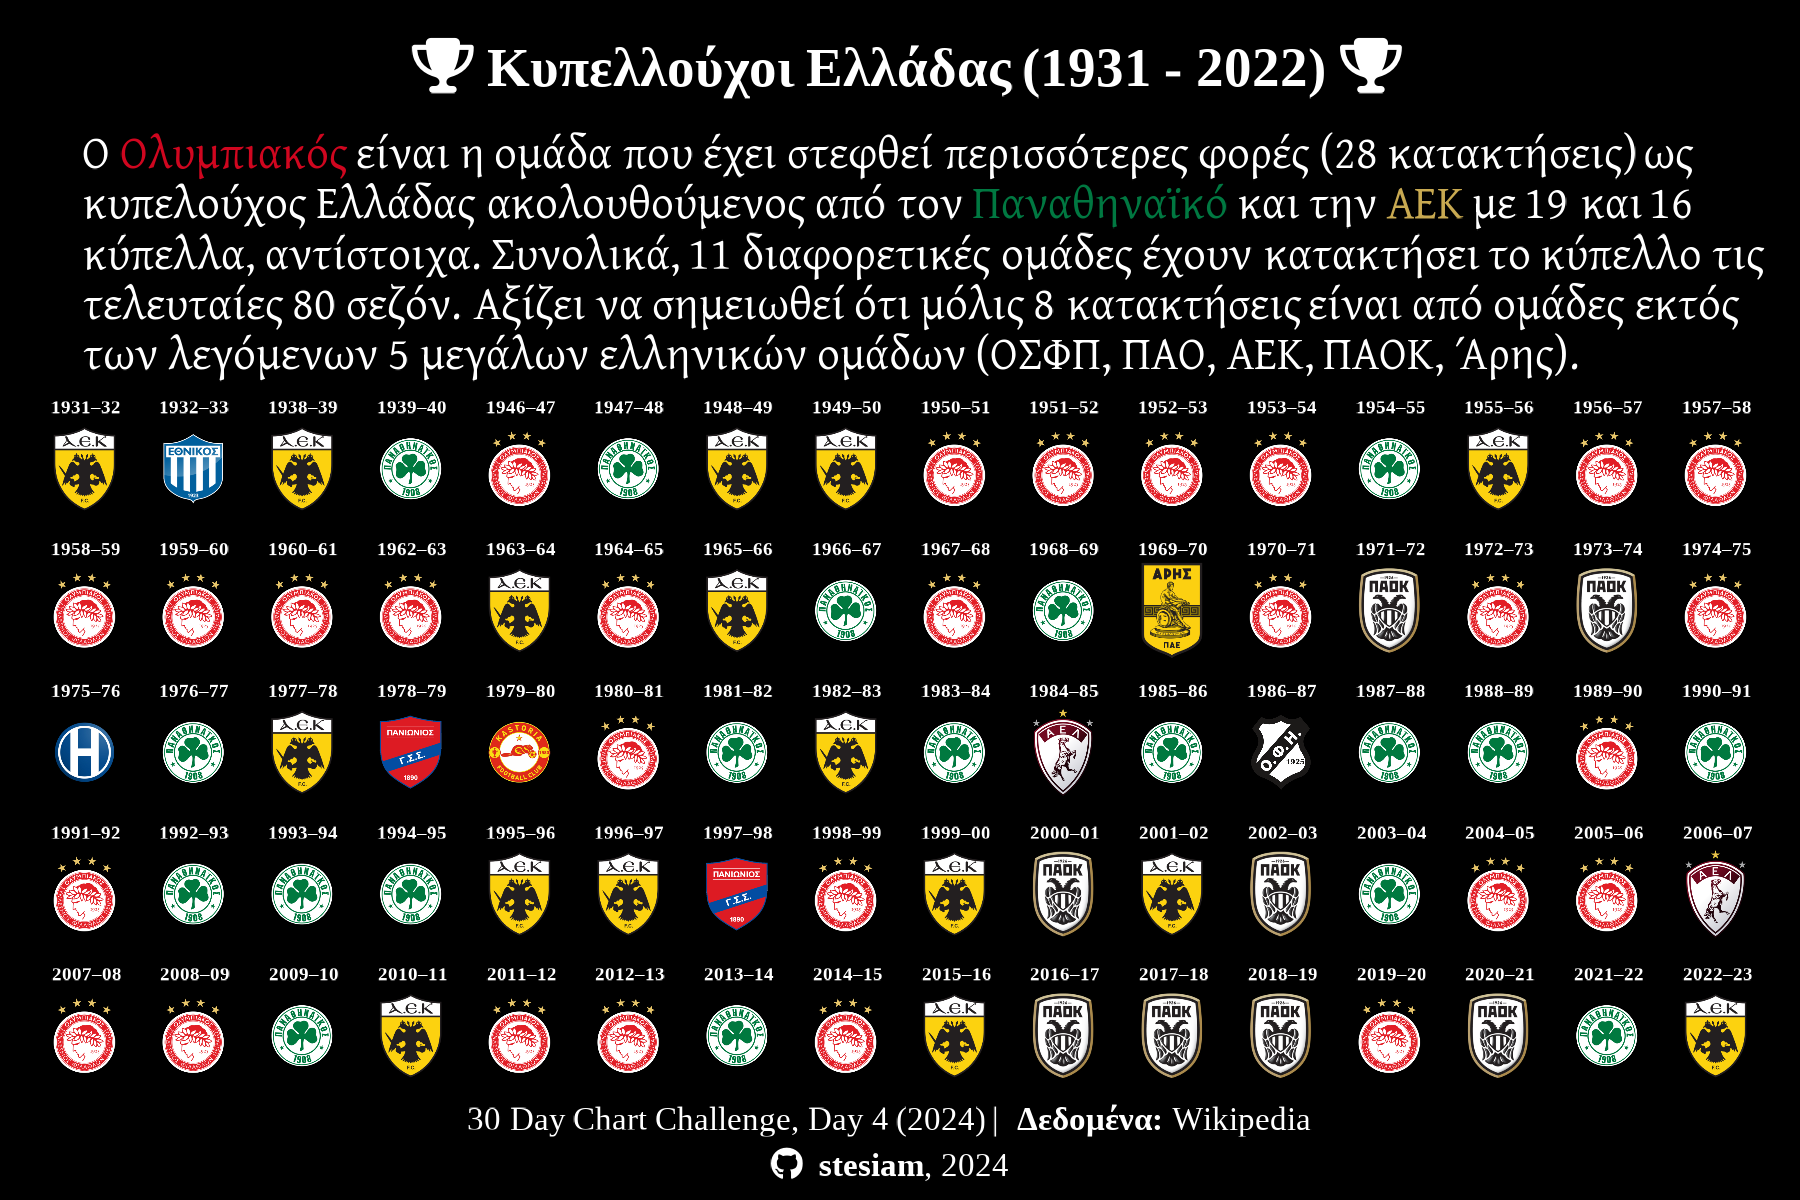 Κυπελλούχοι Ελλάδας (1931 - 2022)
Ο Ολυμπιακός είναι η ομάδα που έχει στεφθεί περισσότερες φορές (28 κατακτήσεις) ως
κυπελούχος Ελλάδας ακολουθούμενος από τον Παναθηναϊκό και την ΑΕΚ με 19 και 16
κύπελλα, αντίστοιχα. Συνολικά, 11 διαφορετικές ομάδες έχουν κατακτήσει το κύπελλο τις
τελευταίες 80 σεζόν. Αξίζει να σημειωθεί ότι μόλις 8 κατακτήσεις είναι από ομάδες εκτός
των λεγόμενων 5 μεγάλων ελληνικών ομάδων (ΟΣΦΠ, ΠΑΟ, ΑΕΚ, ΠΑΟΚ, Άρης).
1931–32 1932–33 1938–39 1939–40 1946–47 1947–48 1948–49 1949–50 1950–51 1951–52 1952–53 1953–54 1954–55 1955–56 1956–57 1957–58
1958–59 1959–60 1960–61 1962–63 1963–64 1964–65 1965–66 1966–67 1967–68 1968–69 1969–70 1970–71 1971–72 1972–73 1973–74 1974–75
1975–76 1976–77 1977–78 1978–79 1979–80 1980–81 1981–82 1982–83 1983–84 1984–85 1985–86 1986–87 1987–88 1988–89 1989–90 1990–91
1991–92 1992–93 1993–94 1994–95 1995–96 1996–97 1997–98 1998–99 1999–00 2000–01 2001–02 2002–03 2003–04 2004–05 2005–06 2006–07
2007–08 2008–09 2009–10 2010–11 2011–12 2012–13 2013–14 2014–15 2015–16 2016–17 2017–18 2018–19 2019–20 2020–21 2021–22 2022–23
30 Day Chart Challenge, Day 4 (2024) | Δεδομένα: Wikipedia
stesiam, 2024